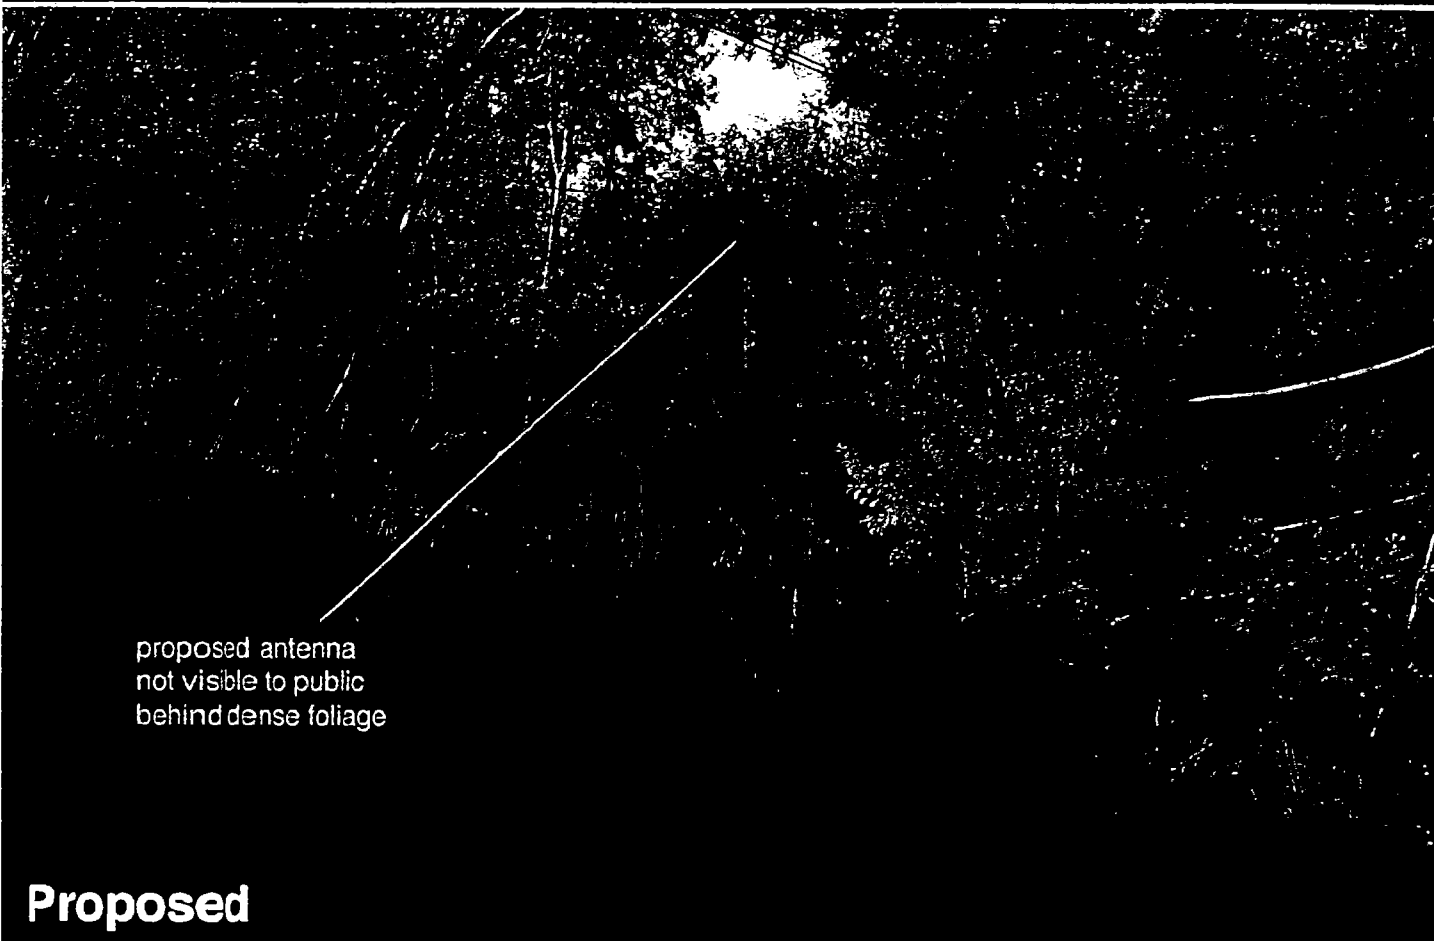 proposed antenna
not visible to public
behind dense foliage
Proposed